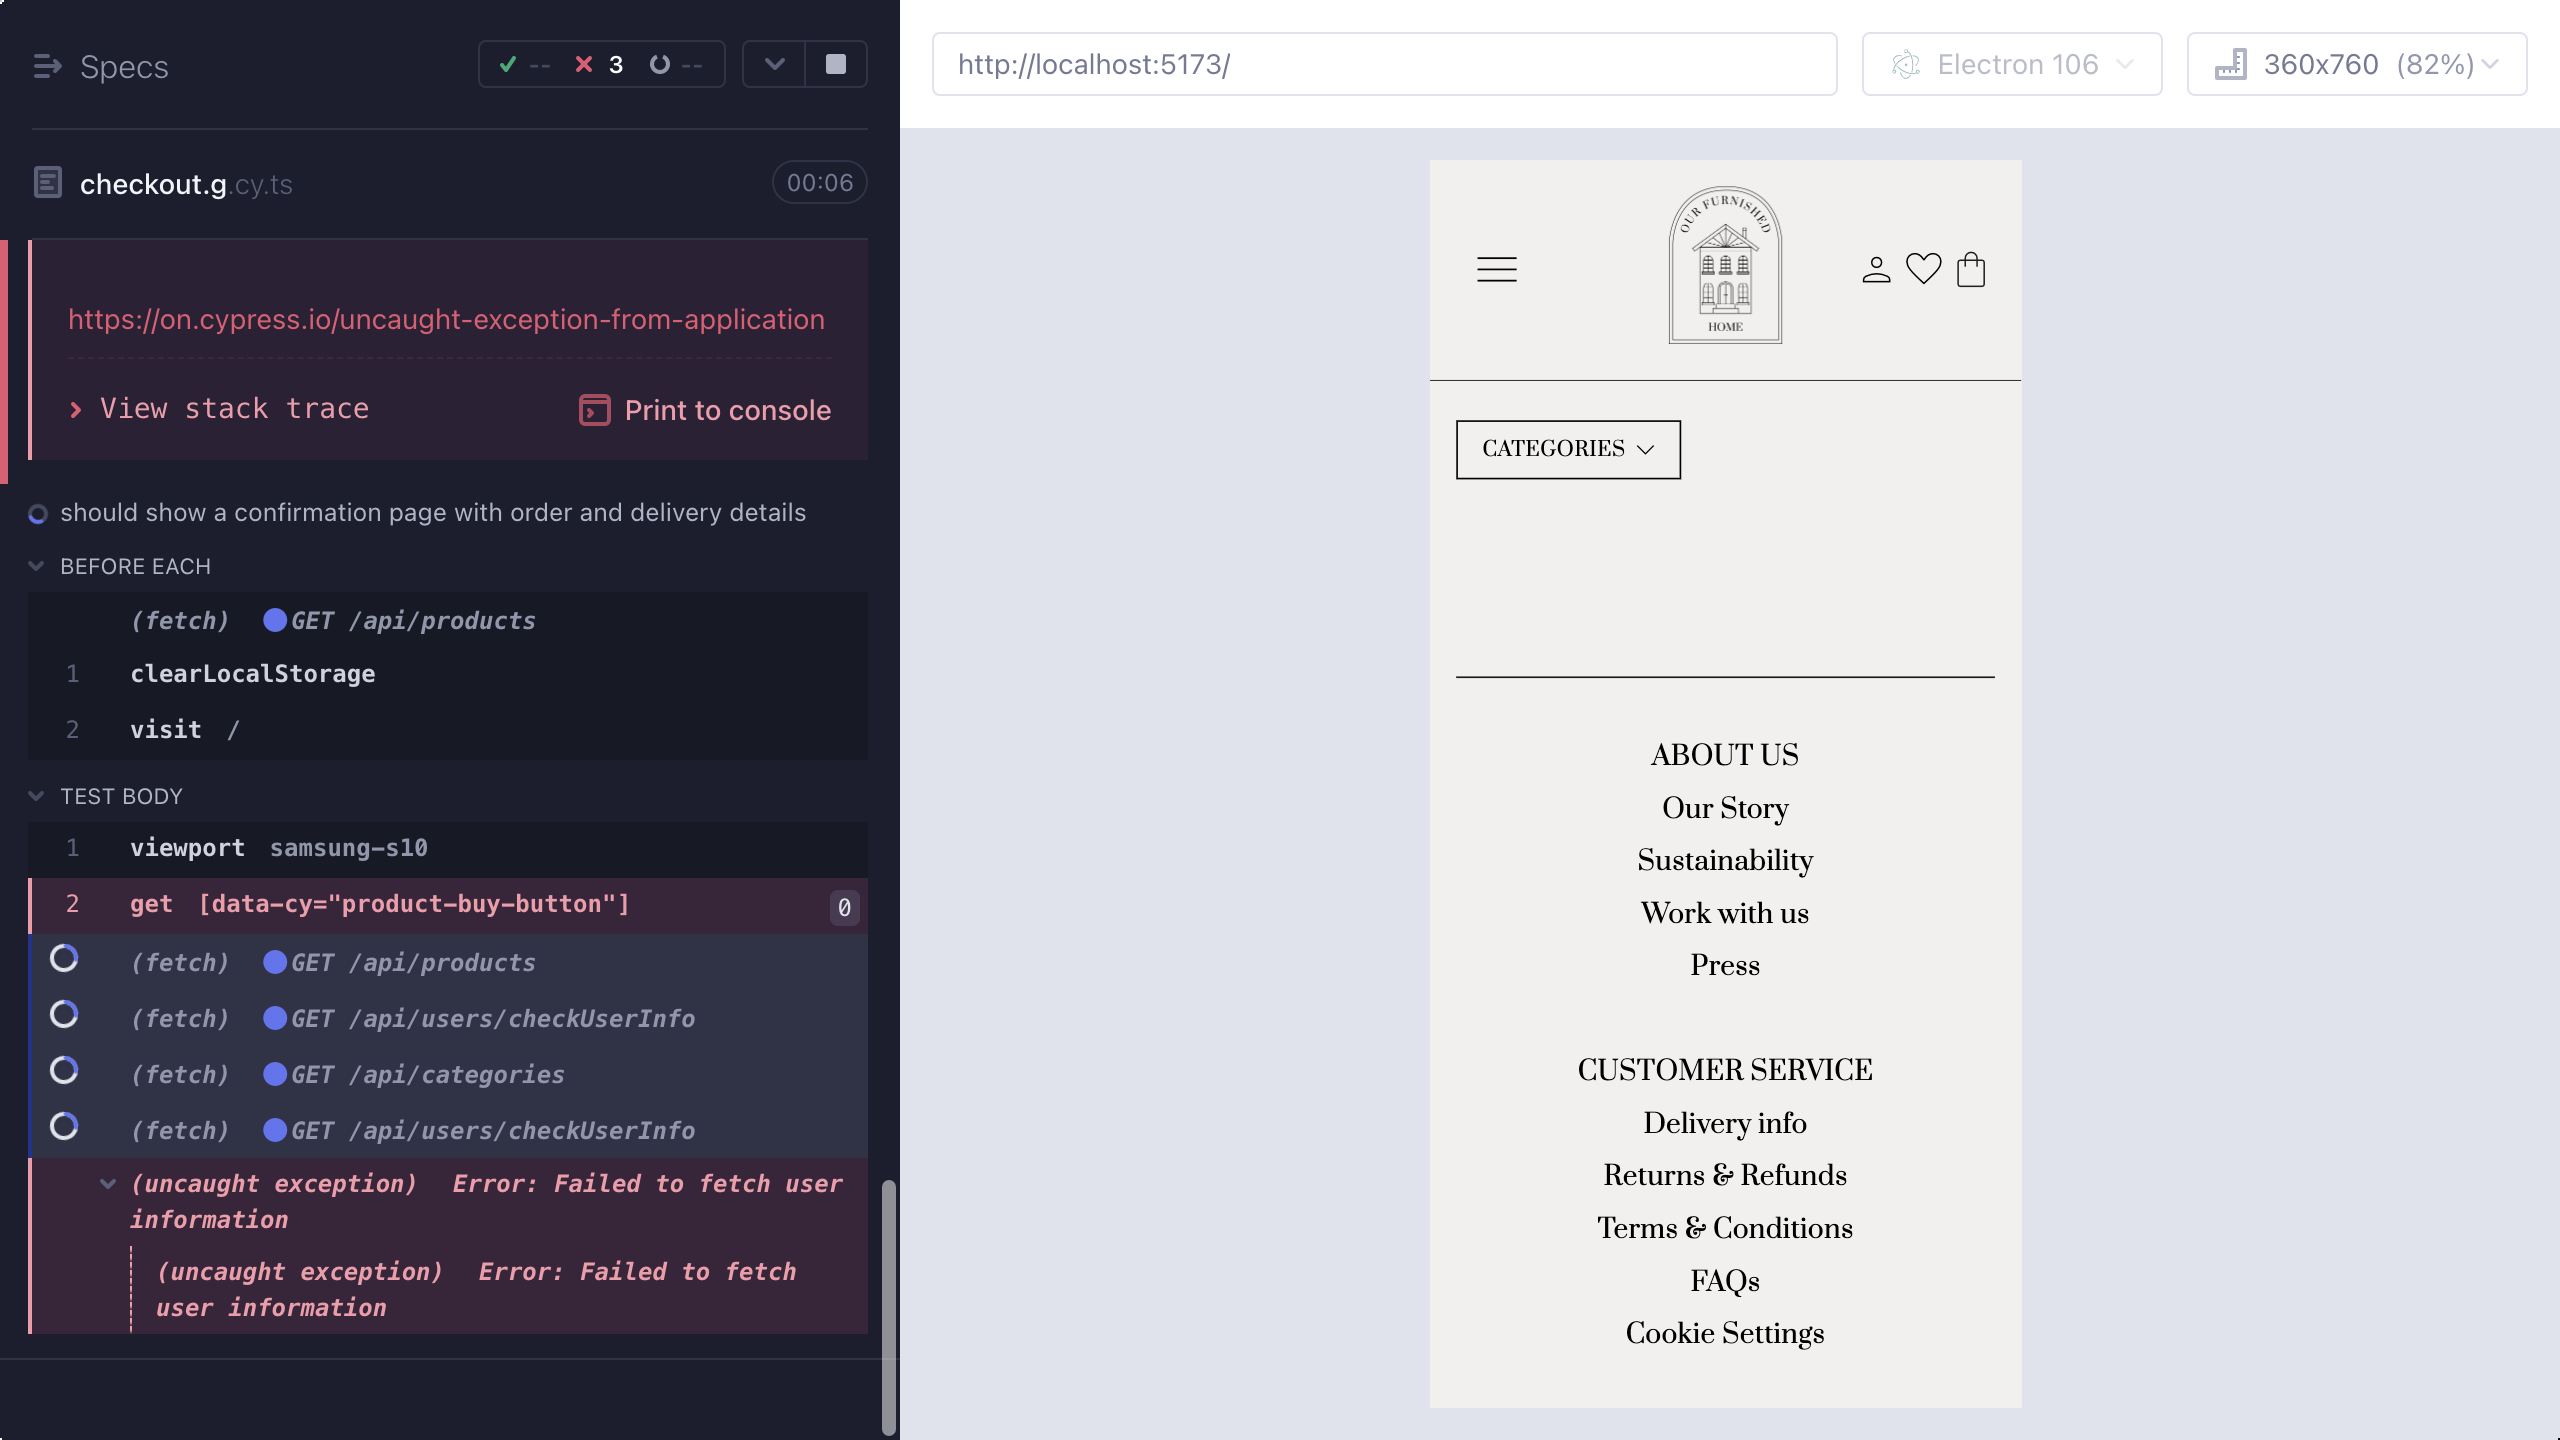 Specs
-- 3 --
checkout.g.cy.ts
00:06
https://on.cypress.io/uncaught-exception-from-application
View stack trace
Print to console
should show a confirmation page with order and delivery details
BEFORE EACH
(fetch) GET /api/products
1 clearLocalStorage
2 visit /
TEST BODY
1 viewport samsung-s10
2 get [data-cy="product-buy-button"] 0
(fetch) GET /api/products
(fetch) GET /api/users/checkUserInfo
(fetch) GET /api/categories
(fetch) GET /api/users/checkUserInfo
(uncaught exception) Error: Failed to fetch user
information
(uncaught exception) Error: Failed to fetch
user information
http://localhost:5173/
Electron 106
360x760 (82%)
OUR FURNISHED
HOME
CATEGORIES
ABOUT US
Our Story
Sustainability
Work with us
Press
CUSTOMER SERVICE
Delivery info
Returns & Refunds
Terms & Conditions
FAQs
Cookie Settings